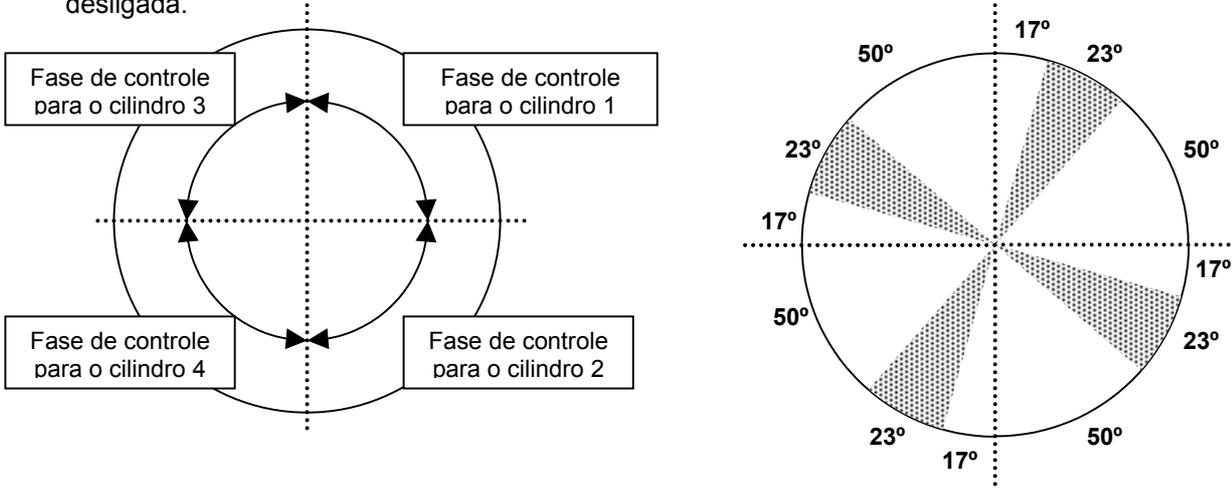 desligada.
Fase de controle
para o cilindro 3
Fase de controle
para o cilindro 1
Fase de controle
para o cilindro 4
Fase de controle
para o cilindro 2
17º
50º
23º
23º
50º
17º
17º
50º
23º
23º
50º
17º